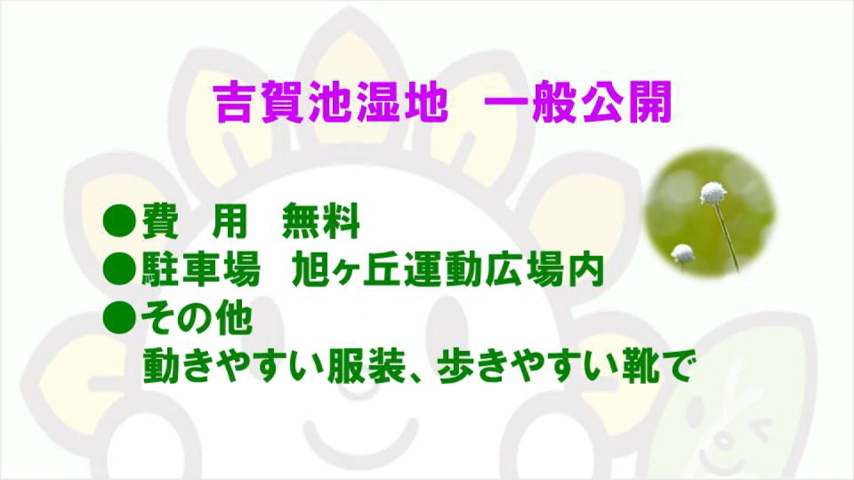 吉賀池湿地　一般公開
●費　用　無料
●駐車場　旭ヶ丘運動広場内
●その他
動きやすい服装、歩きやすい靴で